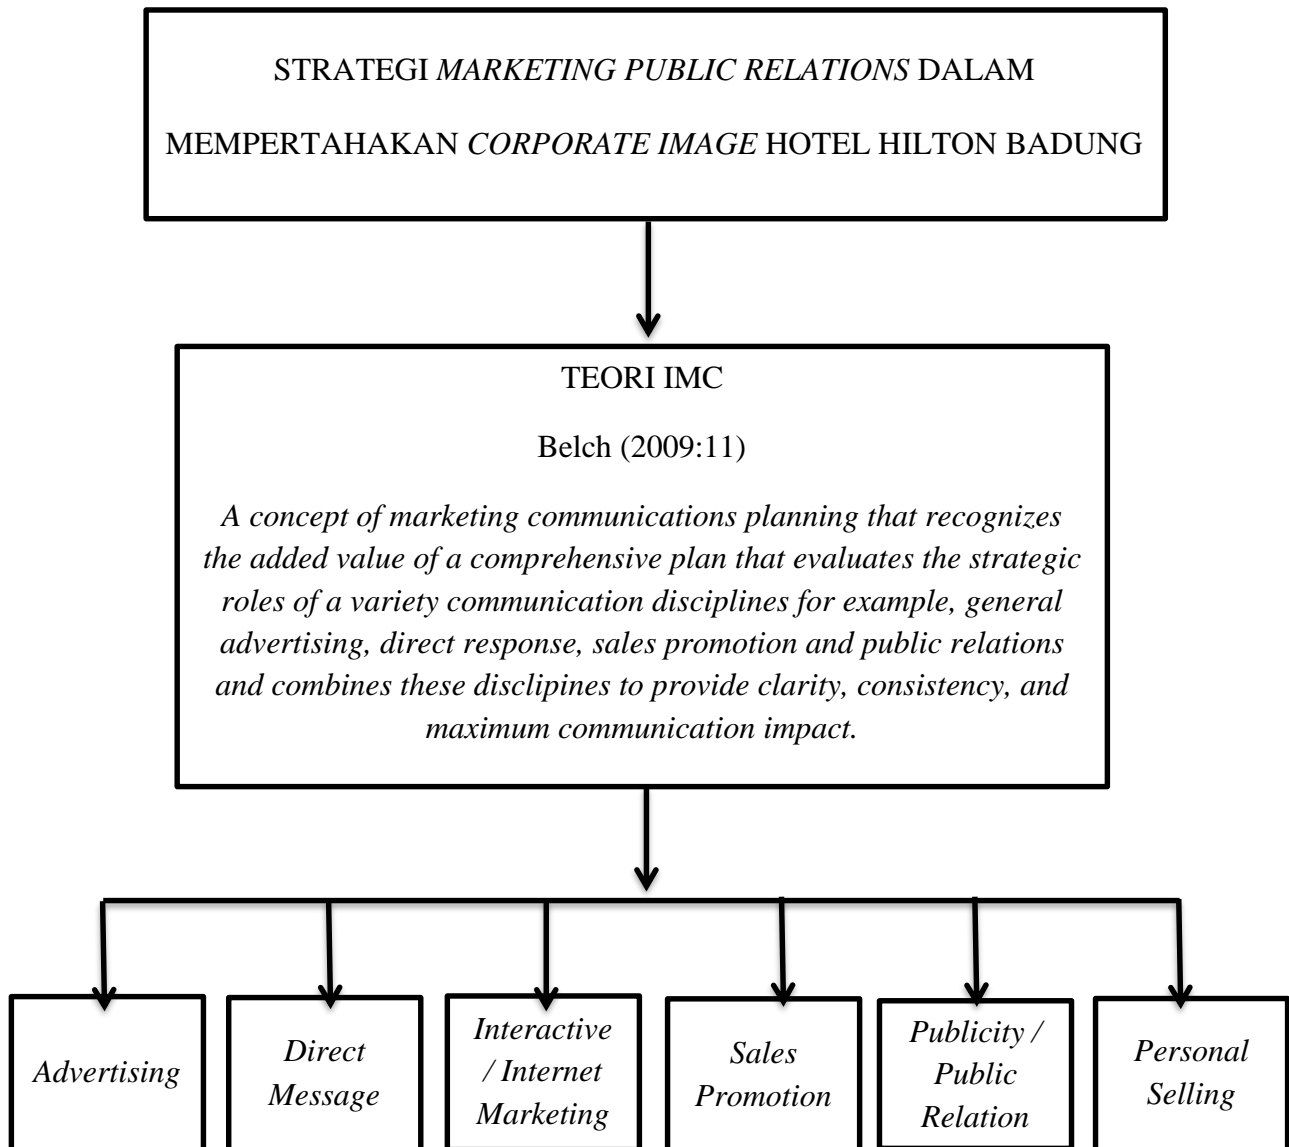 STRATEGI MARKETING PUBLIC RELATIONS DALAM
MEMPERTAHAKAN CORPORATE IMAGE HOTEL HILTON BADUNG
TEORI IMC
Belch (2009:11)
A concept of marketing communications planning that recognizes
the added value of a comprehensive plan that evaluates the strategic
roles of a variety communication disciplines for example, general
advertising, direct response, sales promotion and public relations
and combines these disclipines to provide clarity, consistency, and
maximum communication impact.
Advertising
Direct
Message
Interactive
/ Internet
Marketing
Sales
Promotion
Publicity /
Public
Relation
Personal
Selling